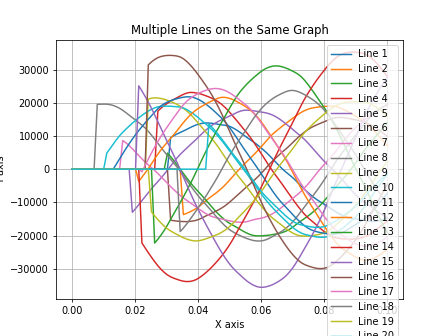 Multiple Lines on the Same Graph
30000
20000
10000
0
−10000
−20000
−30000
0.00
0.02
0.04
0.06
X axis
Line 1
Line 2
Line 3
Line 4
Line 5
Line 6
Line 7
Line 8
Line 9
Line 10
Line 11
Line 12
Line 13
Line 14
Line 15
Line 16
Line 17
Line 18
Line 19
Line 20